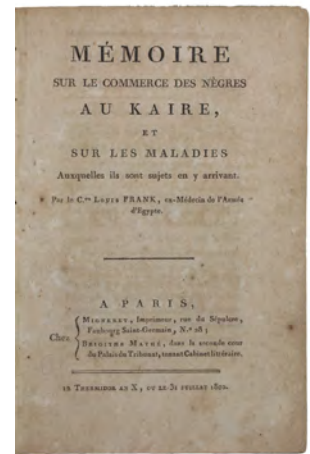 MÉMOIRE
SUR LE COMMERCE DES NÈGRES
AU KAIRE,
ET
SUR LES MALADIES
Auxquelles ils sont sujets en y arrivant.
Par le C.en LOUIS FRANK, ex-Médecin de l'Armée
d'Egypte.
A PARIS,
Chez
MIGNERET, Imprimeur, rue du Sépulcre,
Faubourg Saint-Germain, N.º 28;
BRIGITHE MATHÉ, dans la seconde cour
du Palais du Tribunat, tenant Cabinet littéraire.
12 THERMIDOR AN X, OU LE 31 JUILLET 1802.